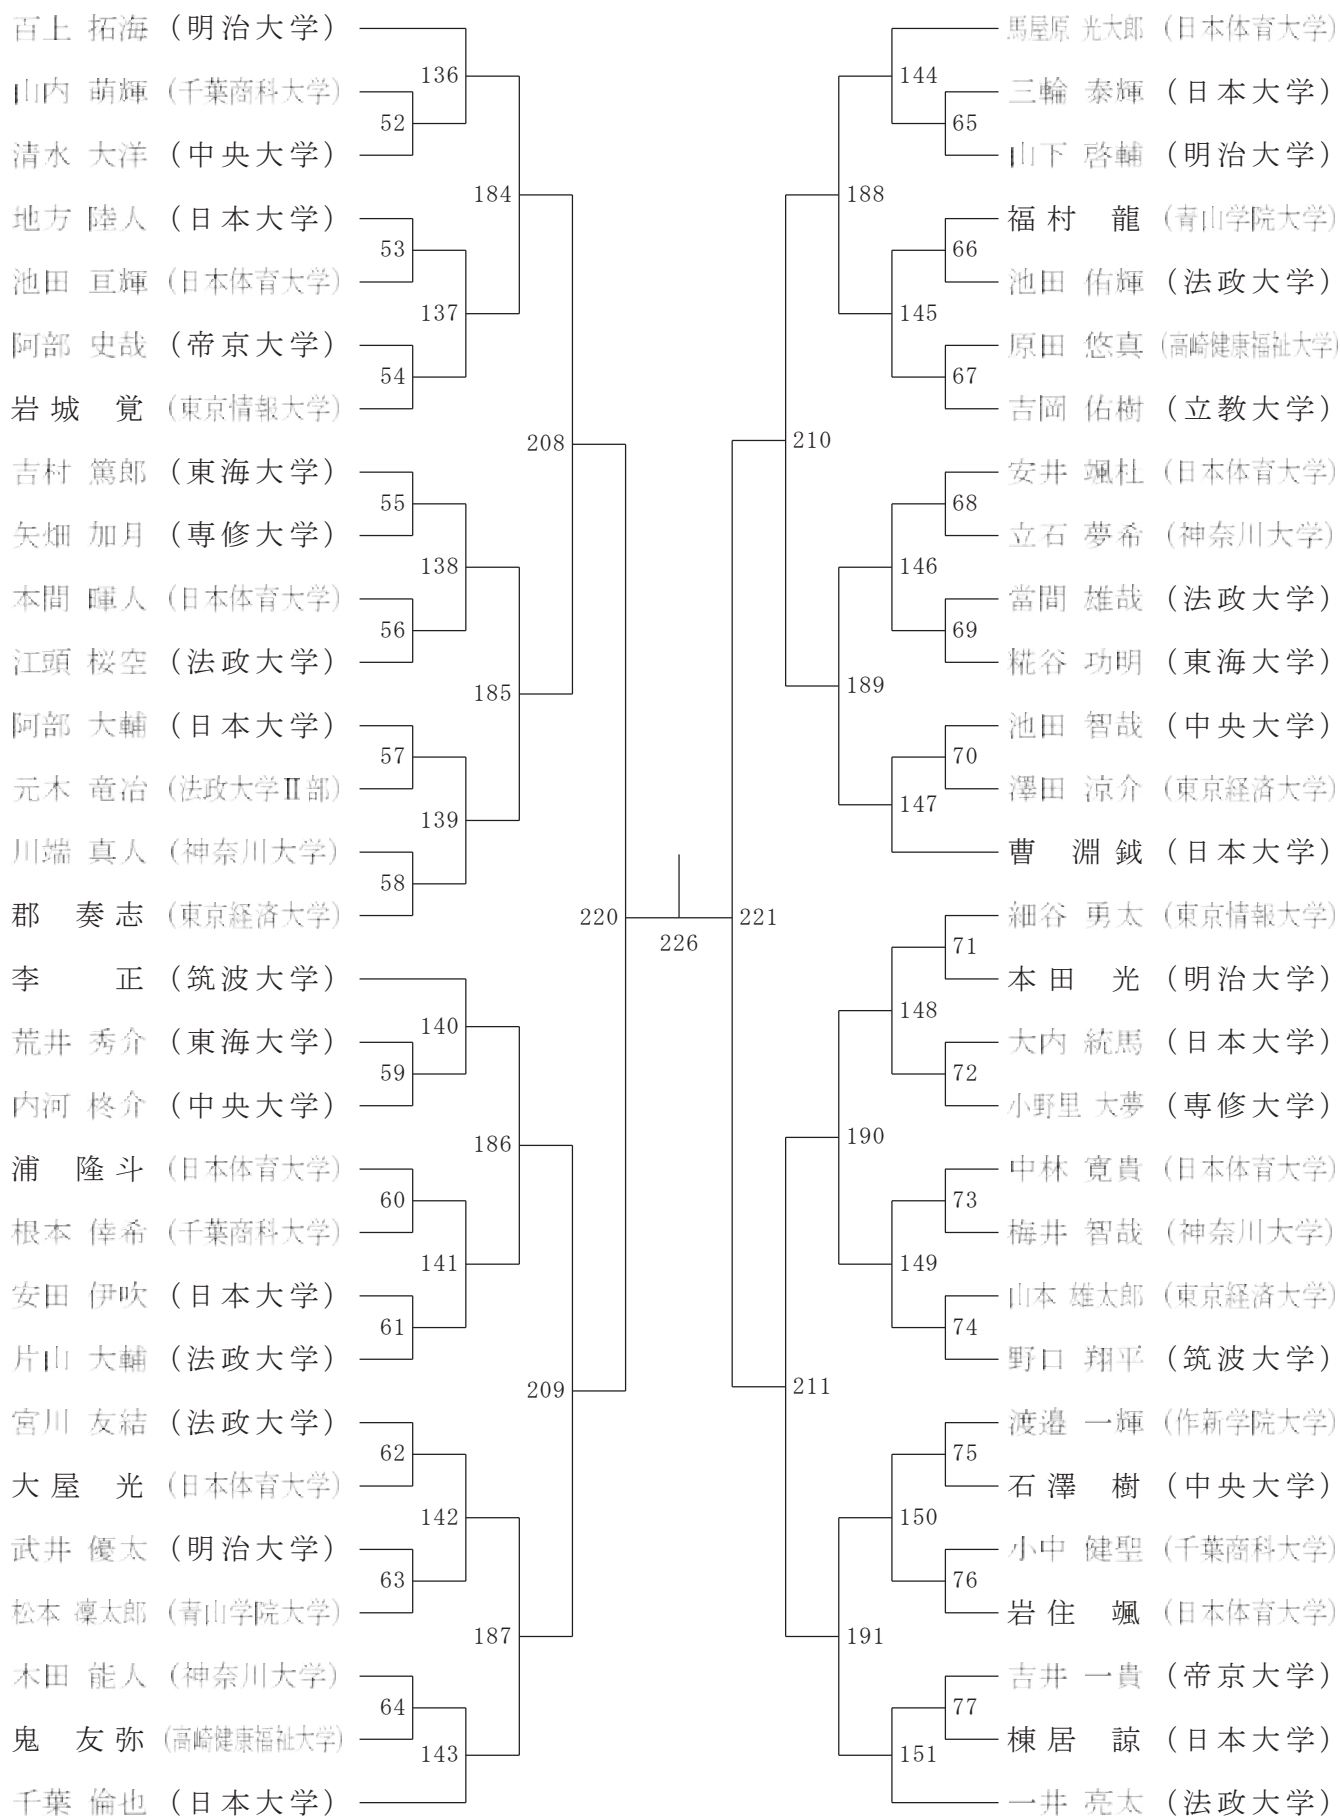 百上 拓海 (明治大学)
136
山内 萌輝 (千葉商科大学)
52
清水 大洋 (中央大学)
184
地方 陸人 (日本大学)
53
池田 亘輝 (日本体育大学)
137
阿部 史哉 (帝京大学)
54
岩城 覚 (東京情報大学)
208
吉村 篤郎 (東海大学)
55
矢畑 加月 (専修大学)
138
本間 暉人 (日本体育大学)
56
江頭 桜空 (法政大学)
185
阿部 大輔 (日本大学)
57
元木 竜冶 (法政大学Ⅱ部)
139
川端 真人 (神奈川大学)
58
郡 奏志 (東京経済大学)
220
李 正 (筑波大学)
140
荒井 秀介 (東海大学)
59
内河 柊介 (中央大学)
186
浦 隆斗 (日本体育大学)
60
根本 倖希 (千葉商科大学)
141
安田 伊吹 (日本大学)
61
片山 大輔 (法政大学)
209
宮川 友結 (法政大学)
62
大屋 光 (日本体育大学)
142
武井 優太 (明治大学)
63
松本 凜太郎 (青山学院大学)
187
木田 能人 (神奈川大学)
64
鬼 友弥 (高崎健康福祉大学)
143
千葉 倫也 (日本大学)
226
馬屋原 光大郎 (日本体育大学)
144
三輪 泰輝 (日本大学)
65
山下 啓輔 (明治大学)
188
福村 龍 (青山学院大学)
66
池田 侑輝 (法政大学)
145
原田 悠真 (高崎健康福祉大学)
67
吉岡 佑樹 (立教大学)
210
安井 颯杜 (日本体育大学)
68
立石 夢希 (神奈川大学)
146
當間 雄哉 (法政大学)
69
糀谷 功明 (東海大学)
189
池田 智哉 (中央大学)
70
澤田 涼介 (東京経済大学)
147
曹 淵鉞 (日本大学)
221
細谷 勇太 (東京情報大学)
71
本田 光 (明治大学)
148
大内 統馬 (日本大学)
72
小野里 大夢 (専修大学)
190
中林 寛貴 (日本体育大学)
73
梅井 智哉 (神奈川大学)
149
山本 雄太郎 (東京経済大学)
74
野口 翔平 (筑波大学)
211
渡邉 一輝 (作新学院大学)
75
石澤 樹 (中央大学)
150
小中 健聖 (千葉商科大学)
76
岩住 颯 (日本体育大学)
191
吉井 一貴 (帝京大学)
77
棟居 諒 (日本大学)
151
一井 亮太 (法政大学)